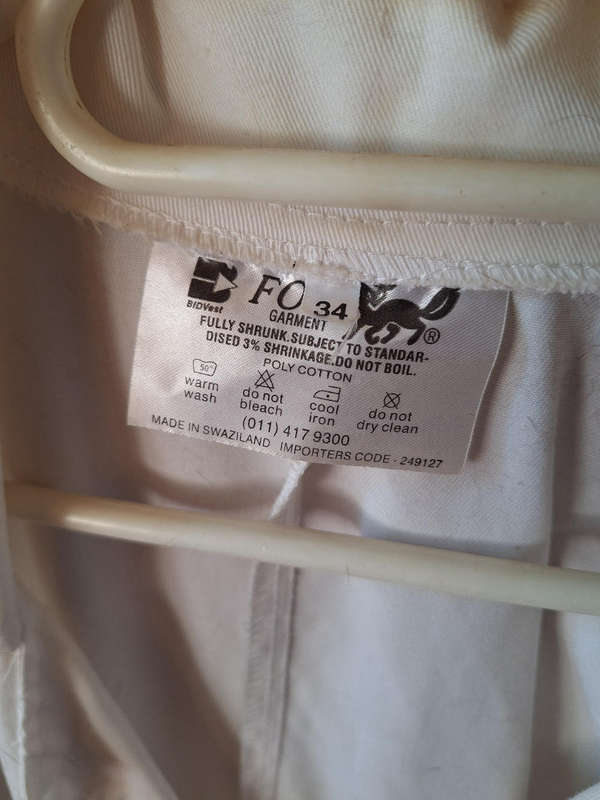 BIDVest
FO 34
GARMENT
FULLY SHRUNK.SUBJECT TO STANDAR-
DISED 3% SHRINKAGE.DO NOT BOIL.
POLY COTTON
50°
warm wash
do not bleach
cool iron
do not dry clean
(011) 417 9300
MADE IN SWAZILAND IMPORTERS CODE - 249127
®